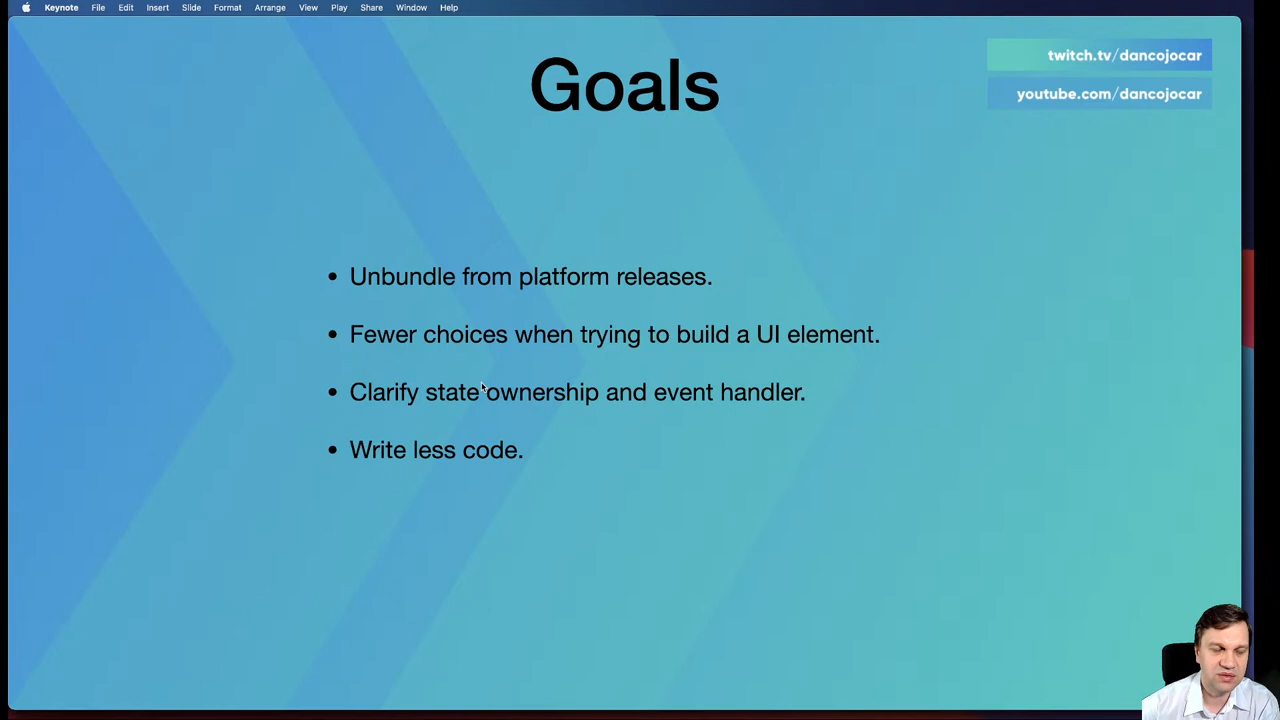 Keynote File Edit Insert Slide Format Arrange View Play Share Window Help
Goals
twitch.tv/dancojocar
youtube.com/dancojocar
• Unbundle from platform releases.
• Fewer choices when trying to build a UI element.
• Clarify state ownership and event handler.
• Write less code.